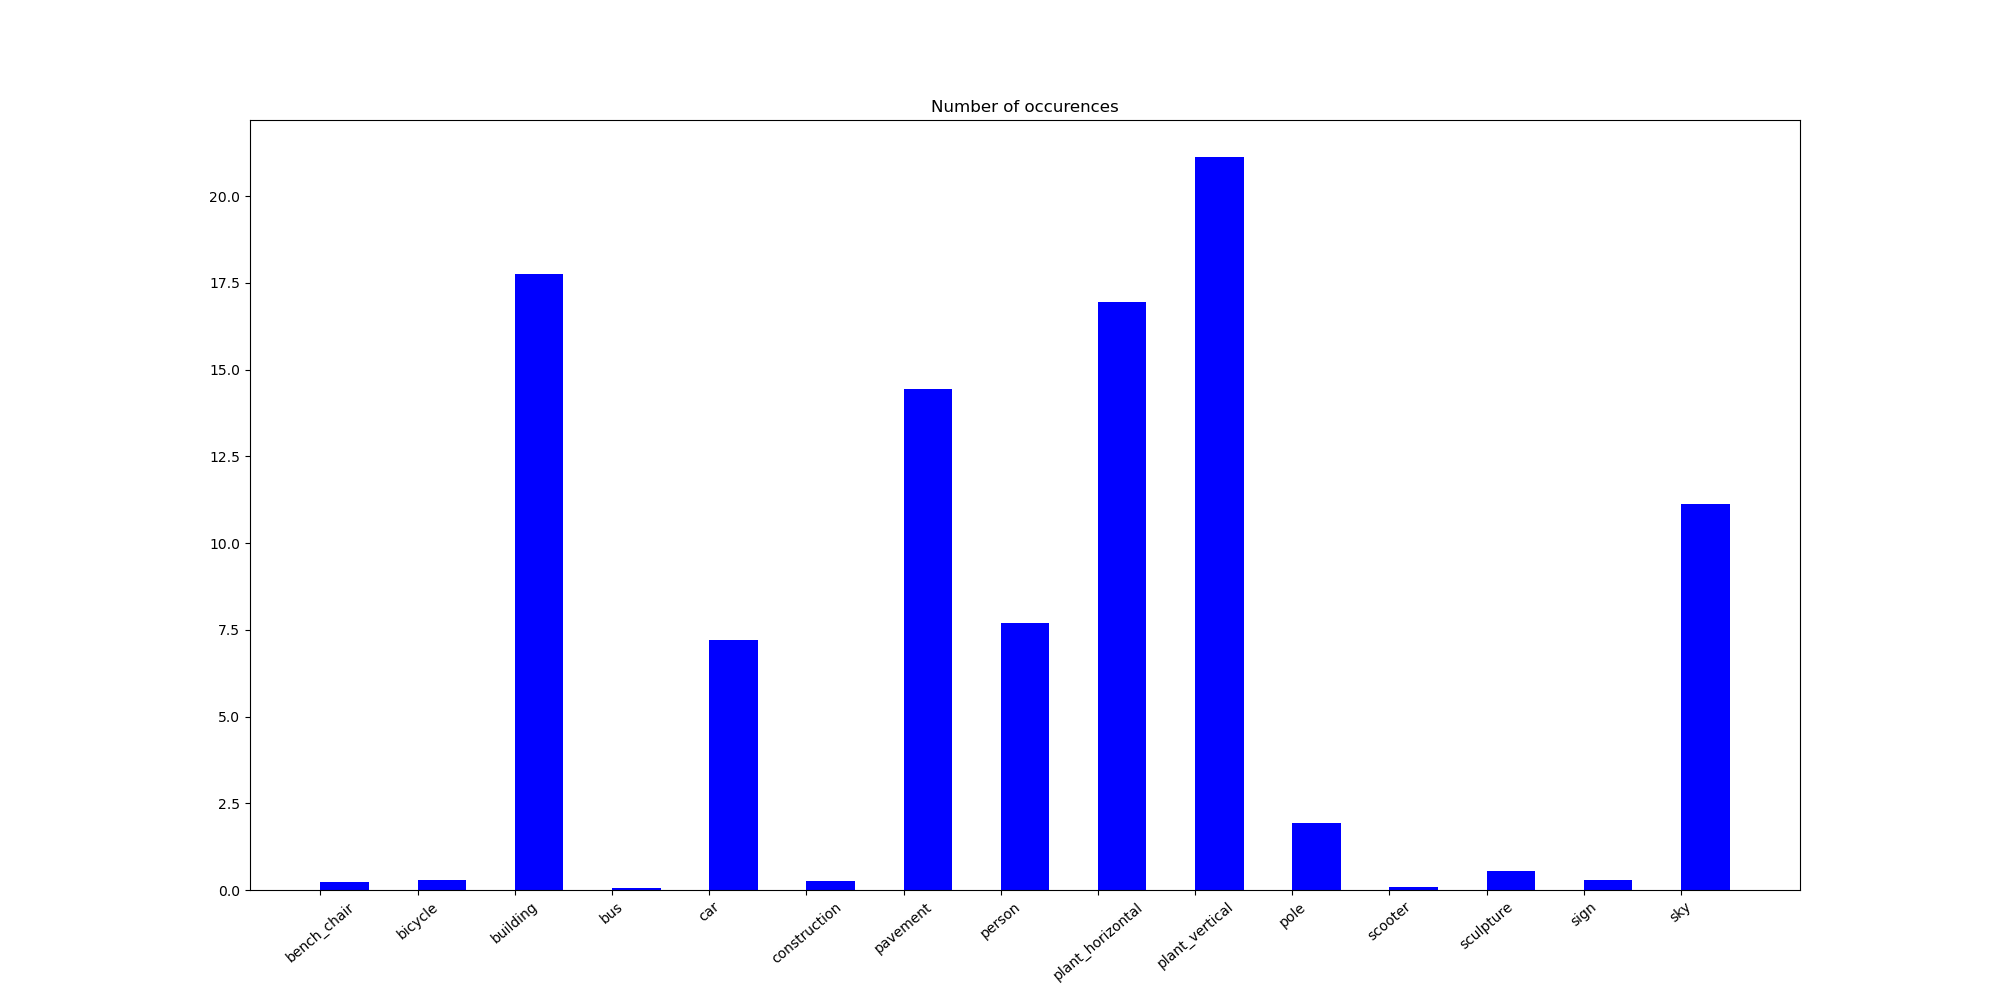 Number of occurences
20.0
17.5
15.0
12.5
10.0
7.5
5.0
2.5
0.0
bench_chair
bicycle
building
bus
car
construction
pavement
person
plant_horizontal
plant_vertical
pole
scooter
sculpture
sign
sky